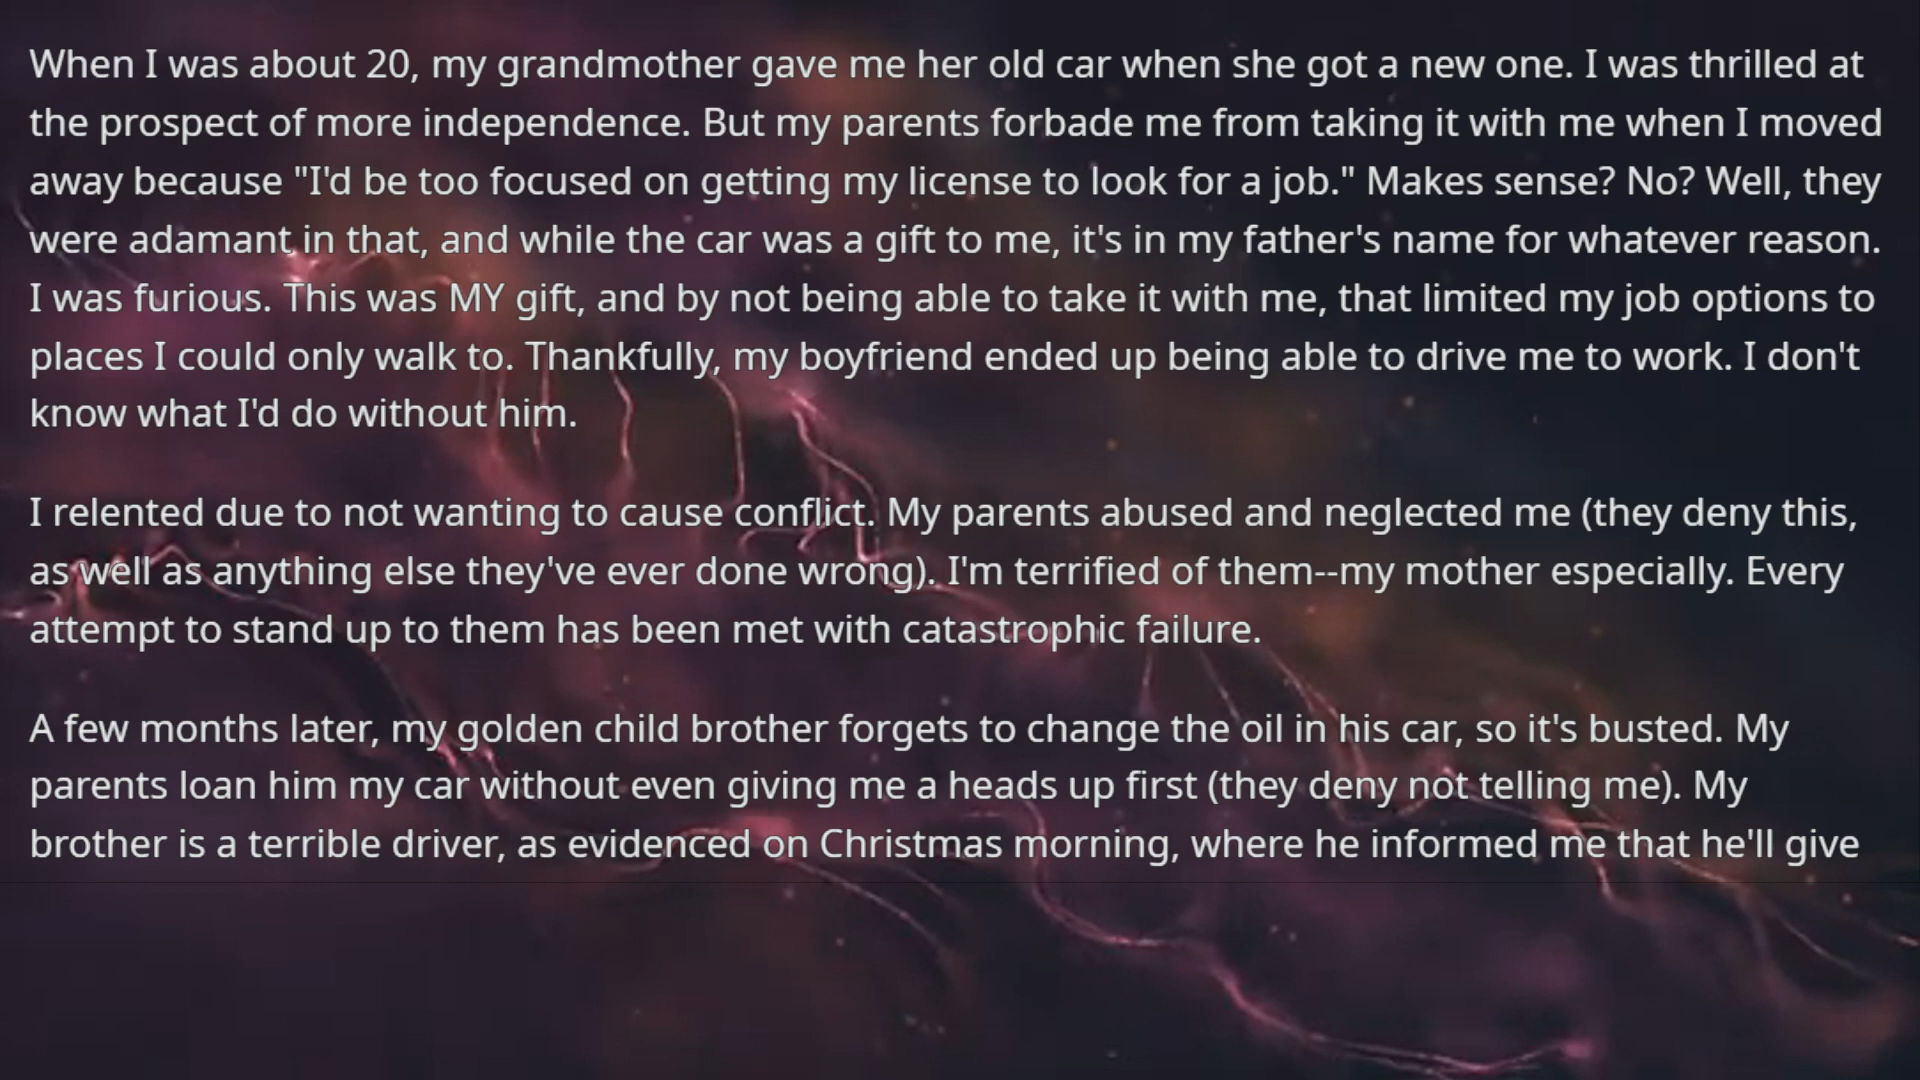 When I was about 20, my grandmother gave me her old car when she got a new one. I was thrilled at
the prospect of more independence. But my parents forbade me from taking it with me when I moved
away because "I'd be too focused on getting my license to look for a job." Makes sense? No? Well, they
were adamant in that, and while the car was a gift to me, it's in my father's name for whatever reason.
I was furious. This was MY gift, and by not being able to take it with me, that limited my job options to
places I could only walk to. Thankfully, my boyfriend ended up being able to drive me to work. I don't
know what I'd do without him.
I relented due to not wanting to cause conflict. My parents abused and neglected me (they deny this,
as well as anything else they've ever done wrong). I'm terrified of them--my mother especially. Every
attempt to stand up to them has been met with catastrophic failure.
A few months later, my golden child brother forgets to change the oil in his car, so it's busted. My
parents loan him my car without even giving me a heads up first (they deny not telling me). My
brother is a terrible driver, as evidenced on Christmas morning, where he informed me that he'll give